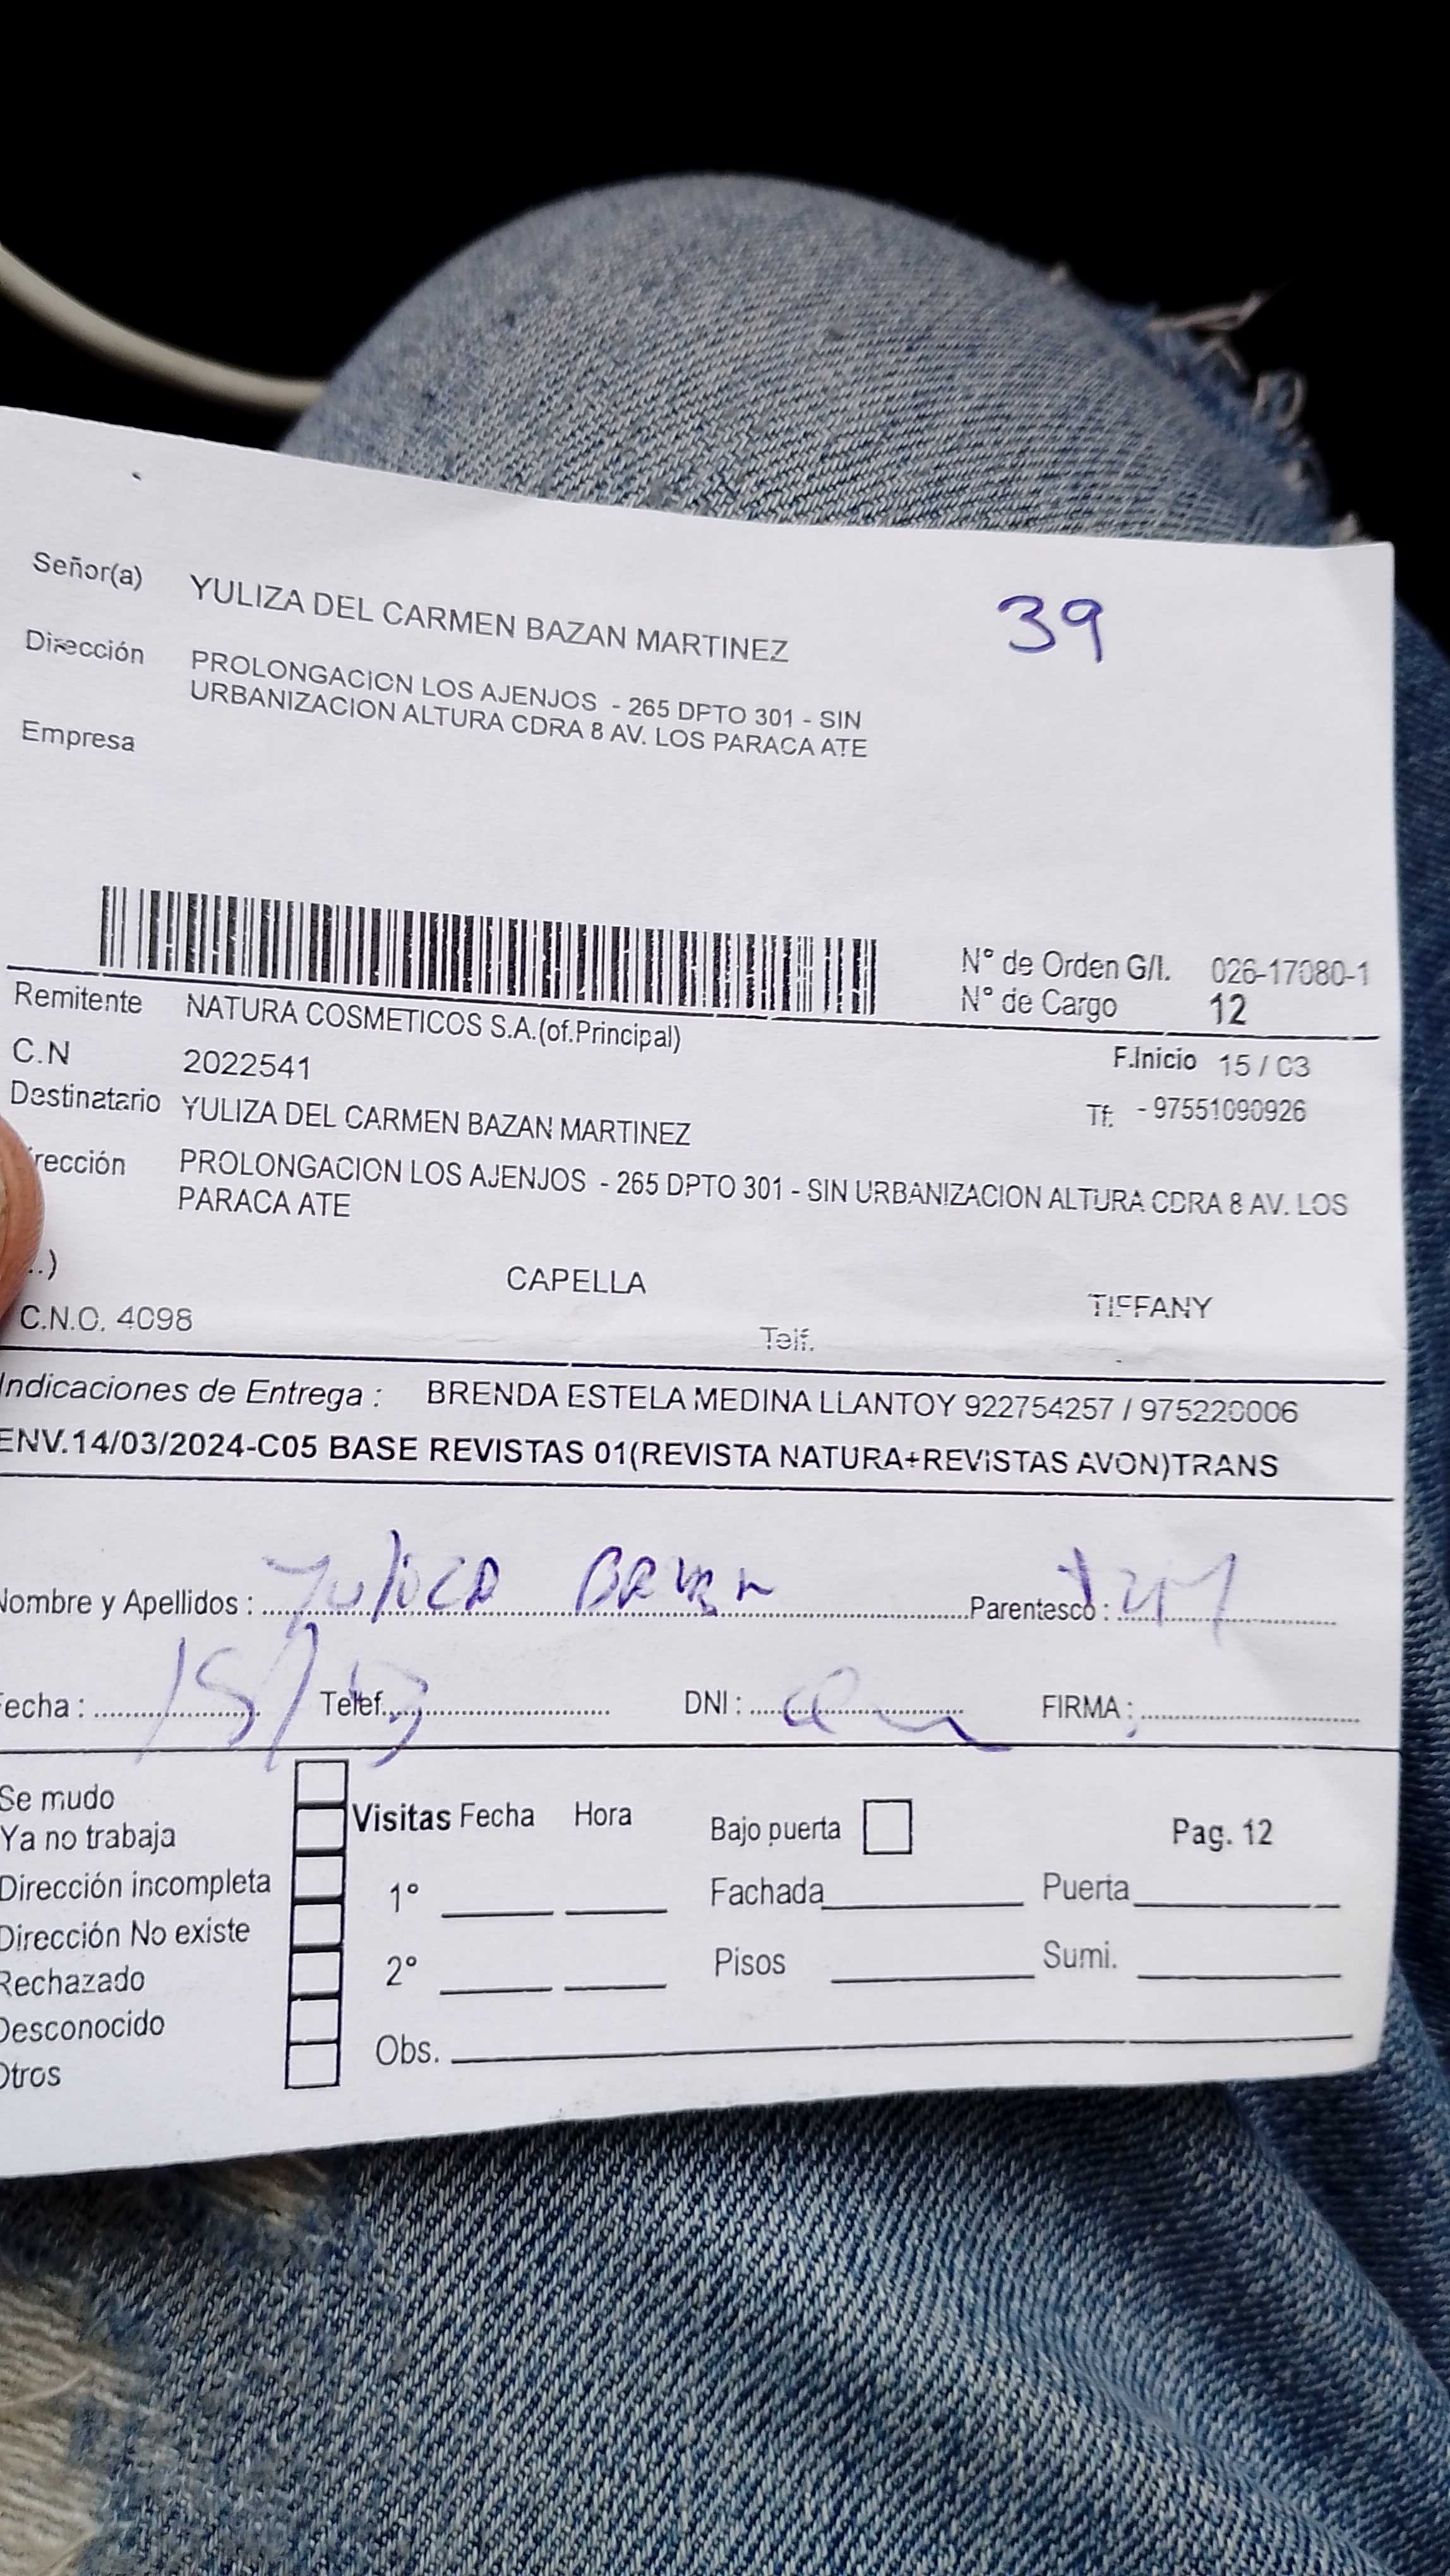 39
Señor(a) YULIZA DEL CARMEN BAZAN MARTINEZ
Dirección PROLONGACION LOS AJENJOS - 265 DPTO 301 - SIN
URBANIZACION ALTURA CDRA 8 AV. LOS PARACA ATE
Empresa
N° de Orden G/I. 026-17080-1
N° de Cargo 12
Remitente NATURA COSMETICOS S.A.(of.Principal)
F.Inicio 15 / 03
C.N 2022541
Tf: - 97551090926
Destinatario YULIZA DEL CARMEN BAZAN MARTINEZ
rección PROLONGACION LOS AJENJOS - 265 DPTO 301 - SIN URBANIZACION ALTURA CDRA 8 AV. LOS
PARACA ATE
..) CAPELLA TIFFANY
C.N.O. 4098 Telf.
Indicaciones de Entrega : BRENDA ESTELA MEDINA LLANTOY 922754257 / 975220006
ENV.14/03/2024-C05 BASE REVISTAS 01(REVISTA NATURA+REVISTAS AVON)TRANS
Nombre y Apellidos : Bazan Parentesco :
Fecha : 15/03 Telef. DNI : FIRMA :
Se mudo
Ya no trabaja
Dirección incompleta
Dirección No existe
Rechazado
Desconocido
Otros
Visitas Fecha Hora
1°
2°
Obs.
Bajo puerta Pag. 12
Fachada Puerta
Pisos Sumi.